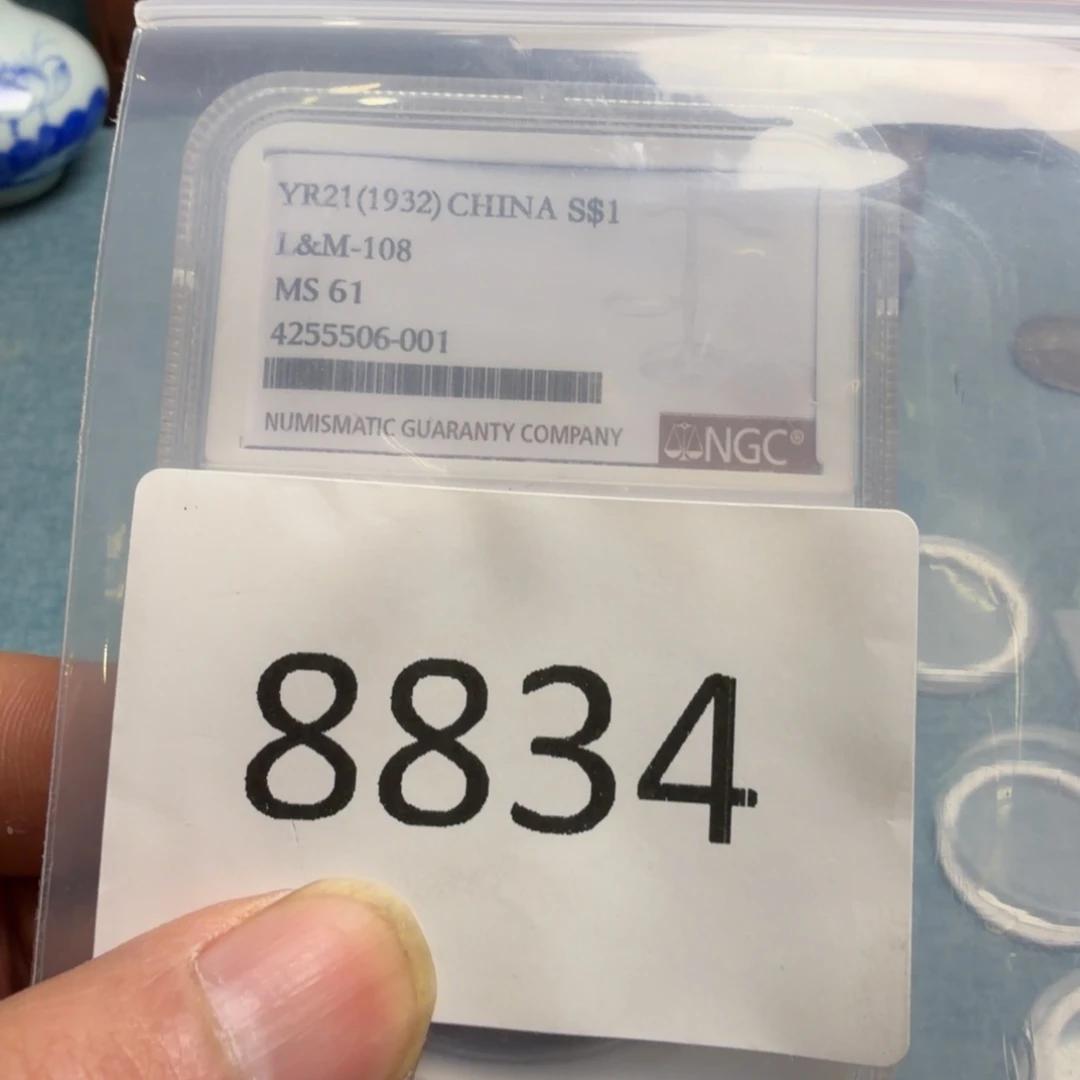 YR21(1932) CHINA S$1
L&M-108
MS 61
4255506-001
NUMISMATIC GUARANTY COMPANY
NGC®
8834